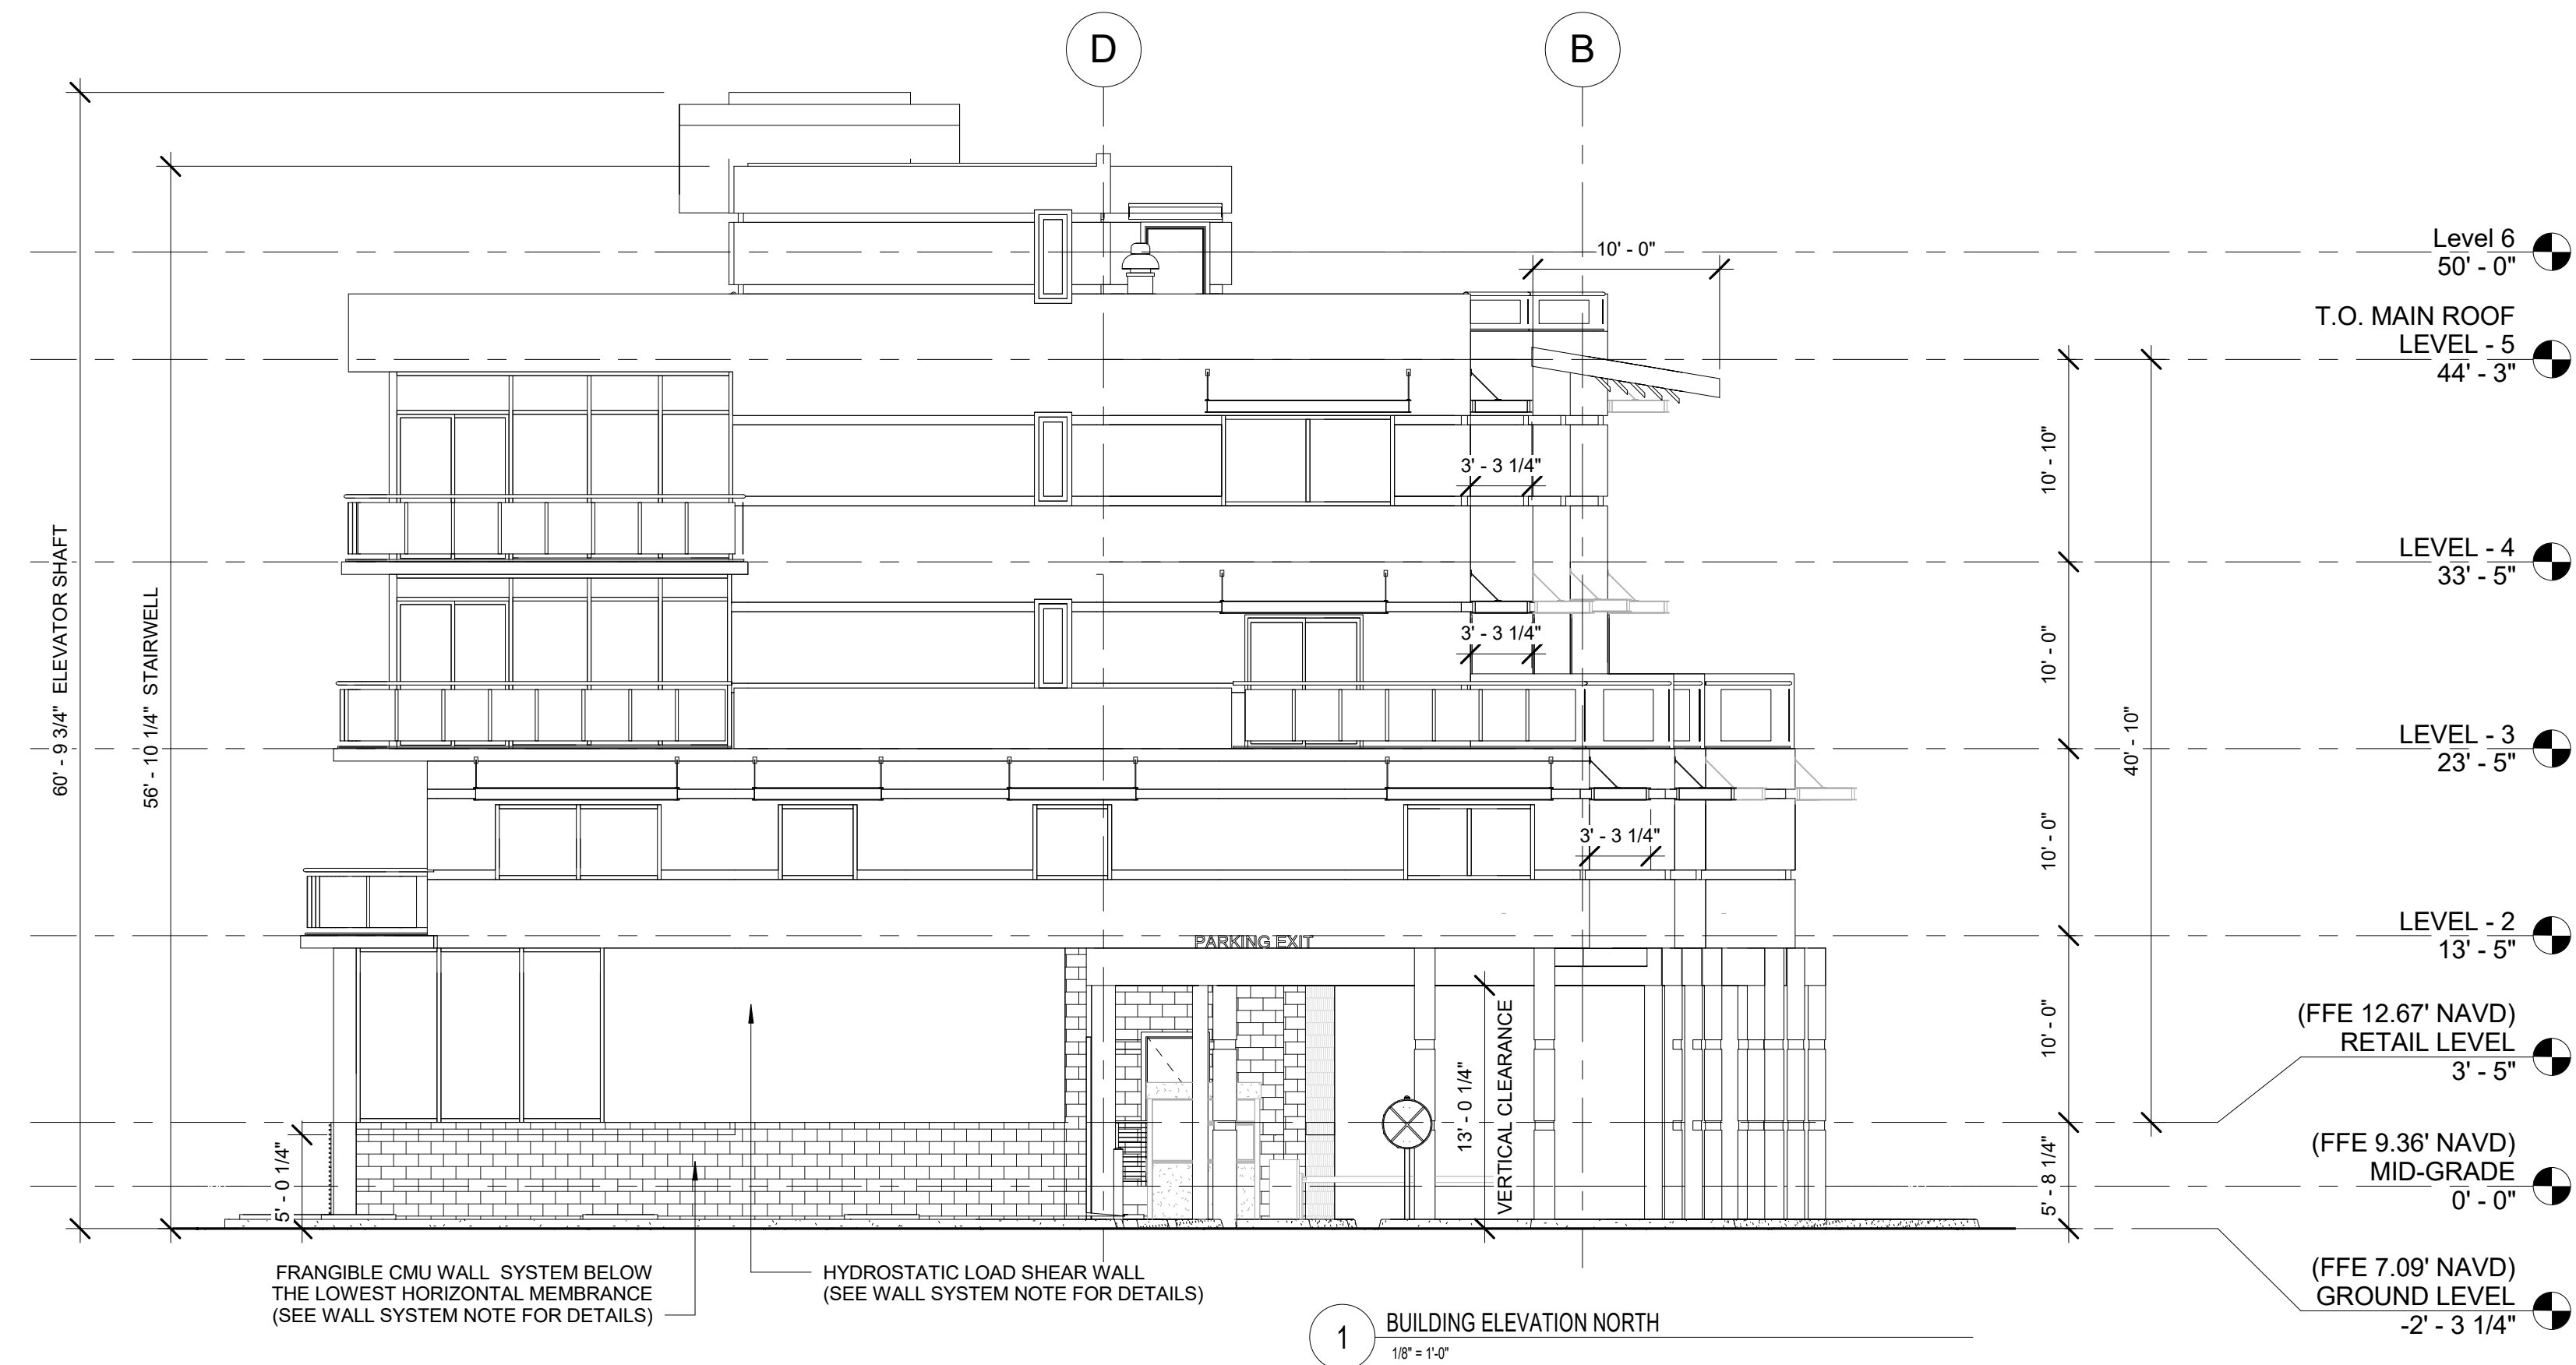 D
B
Level 6
50' - 0"
10' - 0"
T.O. MAIN ROOF
LEVEL - 5
44' - 3"
10' - 10"
3' - 3 1/4"
LEVEL - 4
33' - 5"
60' - 9 3/4" ELEVATOR SHAFT
56' - 10 1/4" STAIRWELL
3' - 3 1/4"
10' - 0"
40' - 10"
LEVEL - 3
23' - 5"
3' - 3 1/4"
10' - 0"
LEVEL - 2
13' - 5"
PARKING EXIT
(FFE 12.67' NAVD)
RETAIL LEVEL
3' - 5"
10' - 0"
13' - 0 1/4"
VERTICAL CLEARANCE
5' - 0 1/4"
5' - 8 1/4"
(FFE 9.36' NAVD)
MID-GRADE
0' - 0"
FRANGIBLE CMU WALL SYSTEM BELOW
THE LOWEST HORIZONTAL MEMBRANCE
(SEE WALL SYSTEM NOTE FOR DETAILS)
HYDROSTATIC LOAD SHEAR WALL
(SEE WALL SYSTEM NOTE FOR DETAILS)
(FFE 7.09' NAVD)
GROUND LEVEL
-2' - 3 1/4"
1
BUILDING ELEVATION NORTH
1/8" = 1'-0"